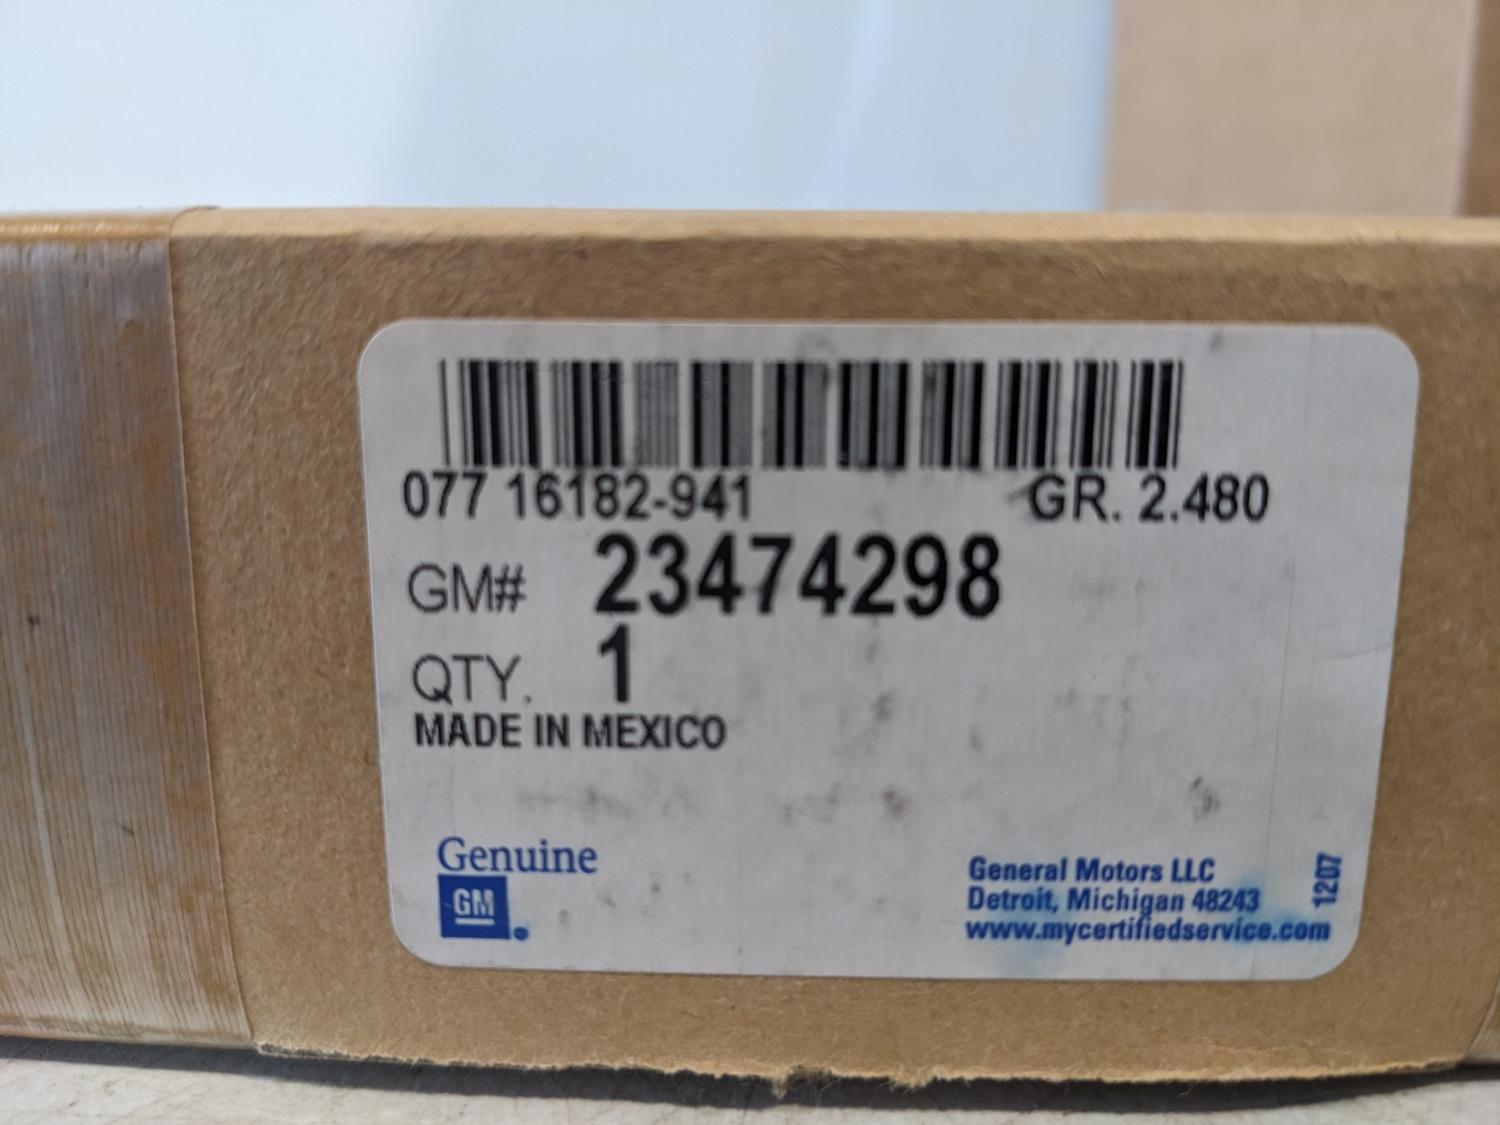 077 16182-941 GR. 2.480
GM# 23474298
QTY. 1
MADE IN MEXICO
Genuine
GM
General Motors LLC
Detroit, Michigan 48243
www.mycertifiedservice.com
1207